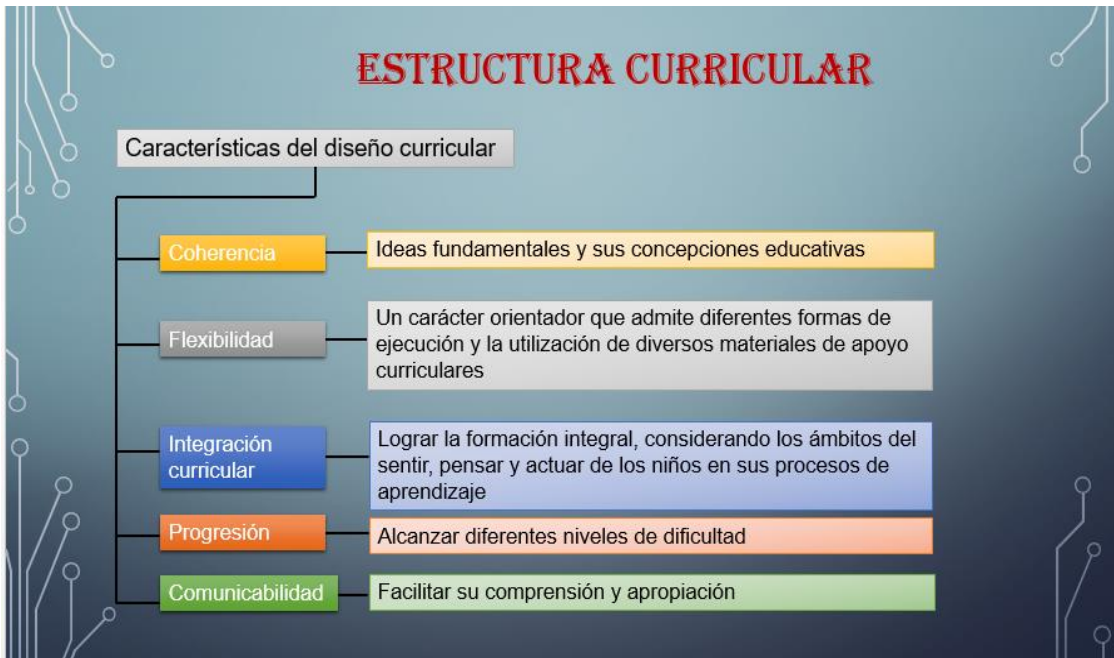 ESTRUCTURA CURRICULAR
Características del diseño curricular
Coherencia
Ideas fundamentales y sus concepciones educativas
Flexibilidad
Un carácter orientador que admite diferentes formas de
ejecución y la utilización de diversos materiales de apoyo
curriculares
Integración
curricular
Lograr la formación integral, considerando los ámbitos del
sentir, pensar y actuar de los niños en sus procesos de
aprendizaje
Progresión
Alcanzar diferentes niveles de dificultad
Comunicabilidad
Facilitar su comprensión y apropiación